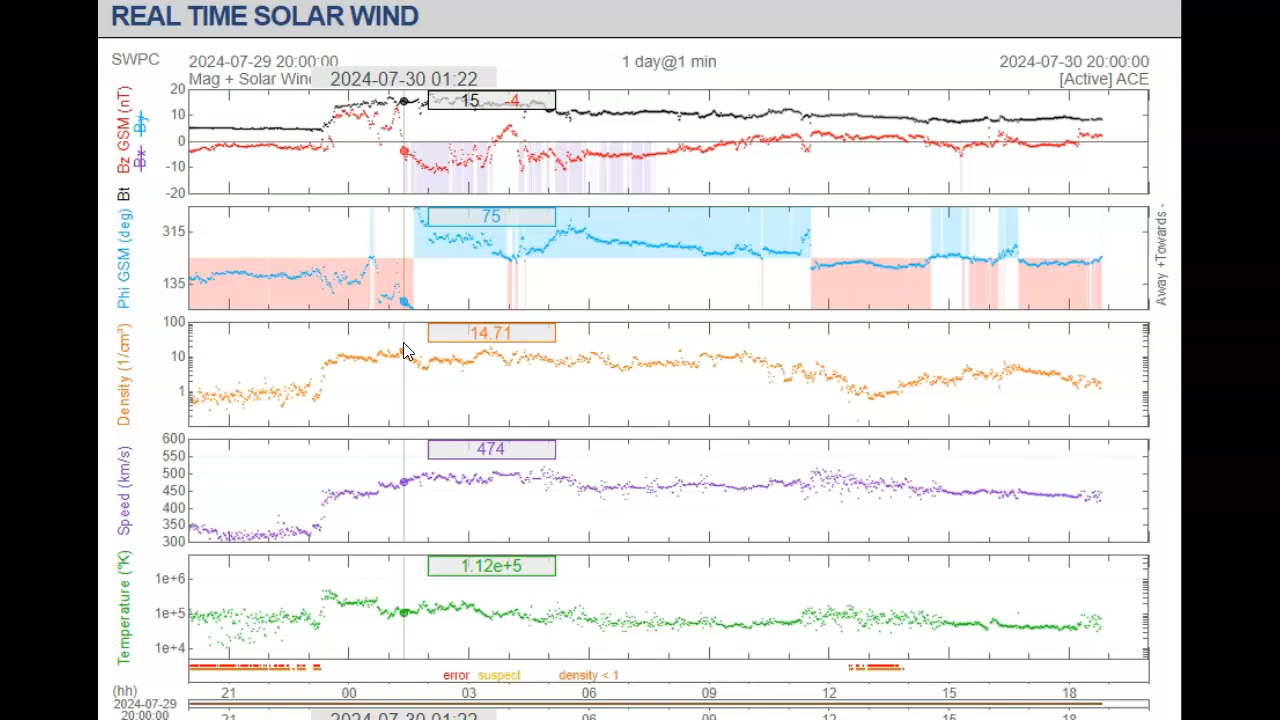 REAL TIME SOLAR WIND
SWPC 2024-07-29 20:00:00 1 day@1 min 2024-07-30 20:00:00
Mag + Solar Wind 2024-07-30 01:22 [Active] ACE
Bt Bz GSM (nT)
Bx By
20
10
0
-10
-20
15 -4
Phi GSM (deg)
315
135
75
Away +Towards -
Density (1/cm³)
100
10
1
14.71
Speed (km/s)
600
550
500
450
400
350
300
474
Temperature (°K)
1e+6
1e+5
1e+4
1.12e+5
error suspect density < 1
(hh) 21 00 03 06 09 12 15 18
2024-07-29
20:00:00 21 2024-07-30 01:22 06 09 12 15 18